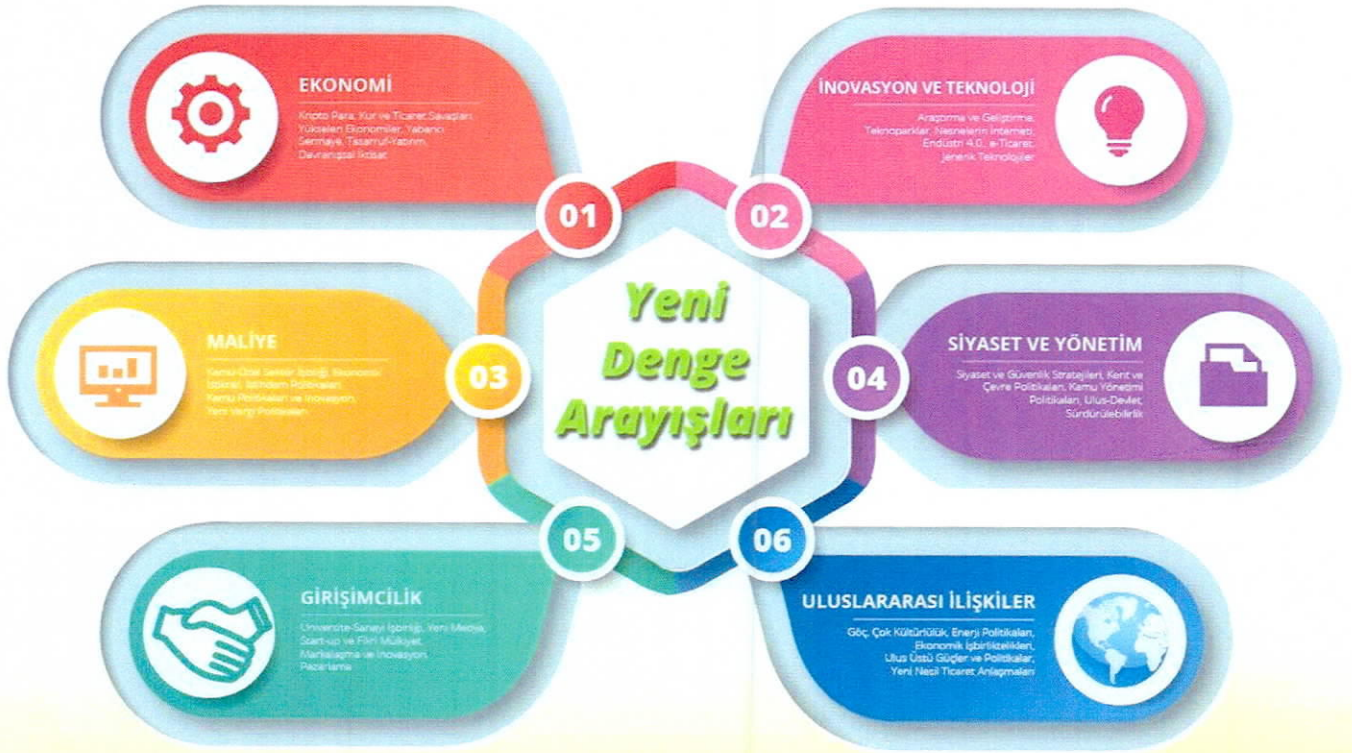 EKONOMİ
Kripto Para, Kur ve Ticaret Savaşları,
Yükselen Ekonomiler, Yabancı
Sermaye, Tasarruf-Yatırım,
Davranışsal İktisat
01
İNOVASYON VE TEKNOLOJİ
Araştırma ve Geliştirme,
Teknoparklar, Nesnelerin İnterneti,
Endüstri 4.0., e-Ticaret,
Jenerik Teknolojiler
02
MALİYE
Kamu-Özel Sektör İşbirliği, Ekonomik
İstikrar, İstihdam Politikaları,
Kamu Politikaları ve İnovasyon,
Yeni Vergi Politikaları
03
Yeni
Denge
Arayışları
04
SİYASET VE YÖNETİM
Siyaset ve Güvenlik Stratejileri, Kent ve
Çevre Politikaları, Kamu Yönetimi
Politikaları, Ulus-Devlet,
Sürdürülebilirlik
05
GİRİŞİMCİLİK
Üniversite-Sanayi İşbirliği, Yeni Medya,
Start-up ve Fikri Mülkiyet
Markalaşma ve İnovasyon,
Pazarlama
06
ULUSLARARASI İLİŞKİLER
Göç, Çok Kültürlülük, Enerji Politikaları,
Ekonomik İşbirliktelikleri,
Ulus Üstü Güçler ve Politikalar,
Yeni Nesil Ticaret Anlaşmaları